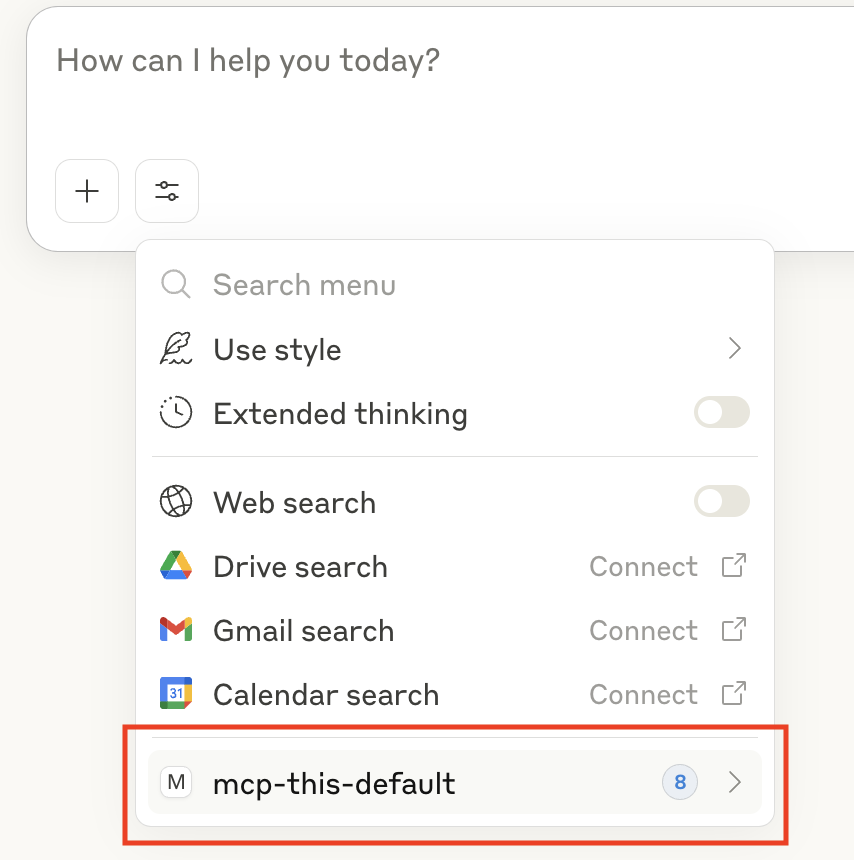 How can I help you today?
Search menu
Use style
Extended thinking
Web search
Drive search Connect
Gmail search Connect
31 Calendar search Connect
M mcp-this-default 8